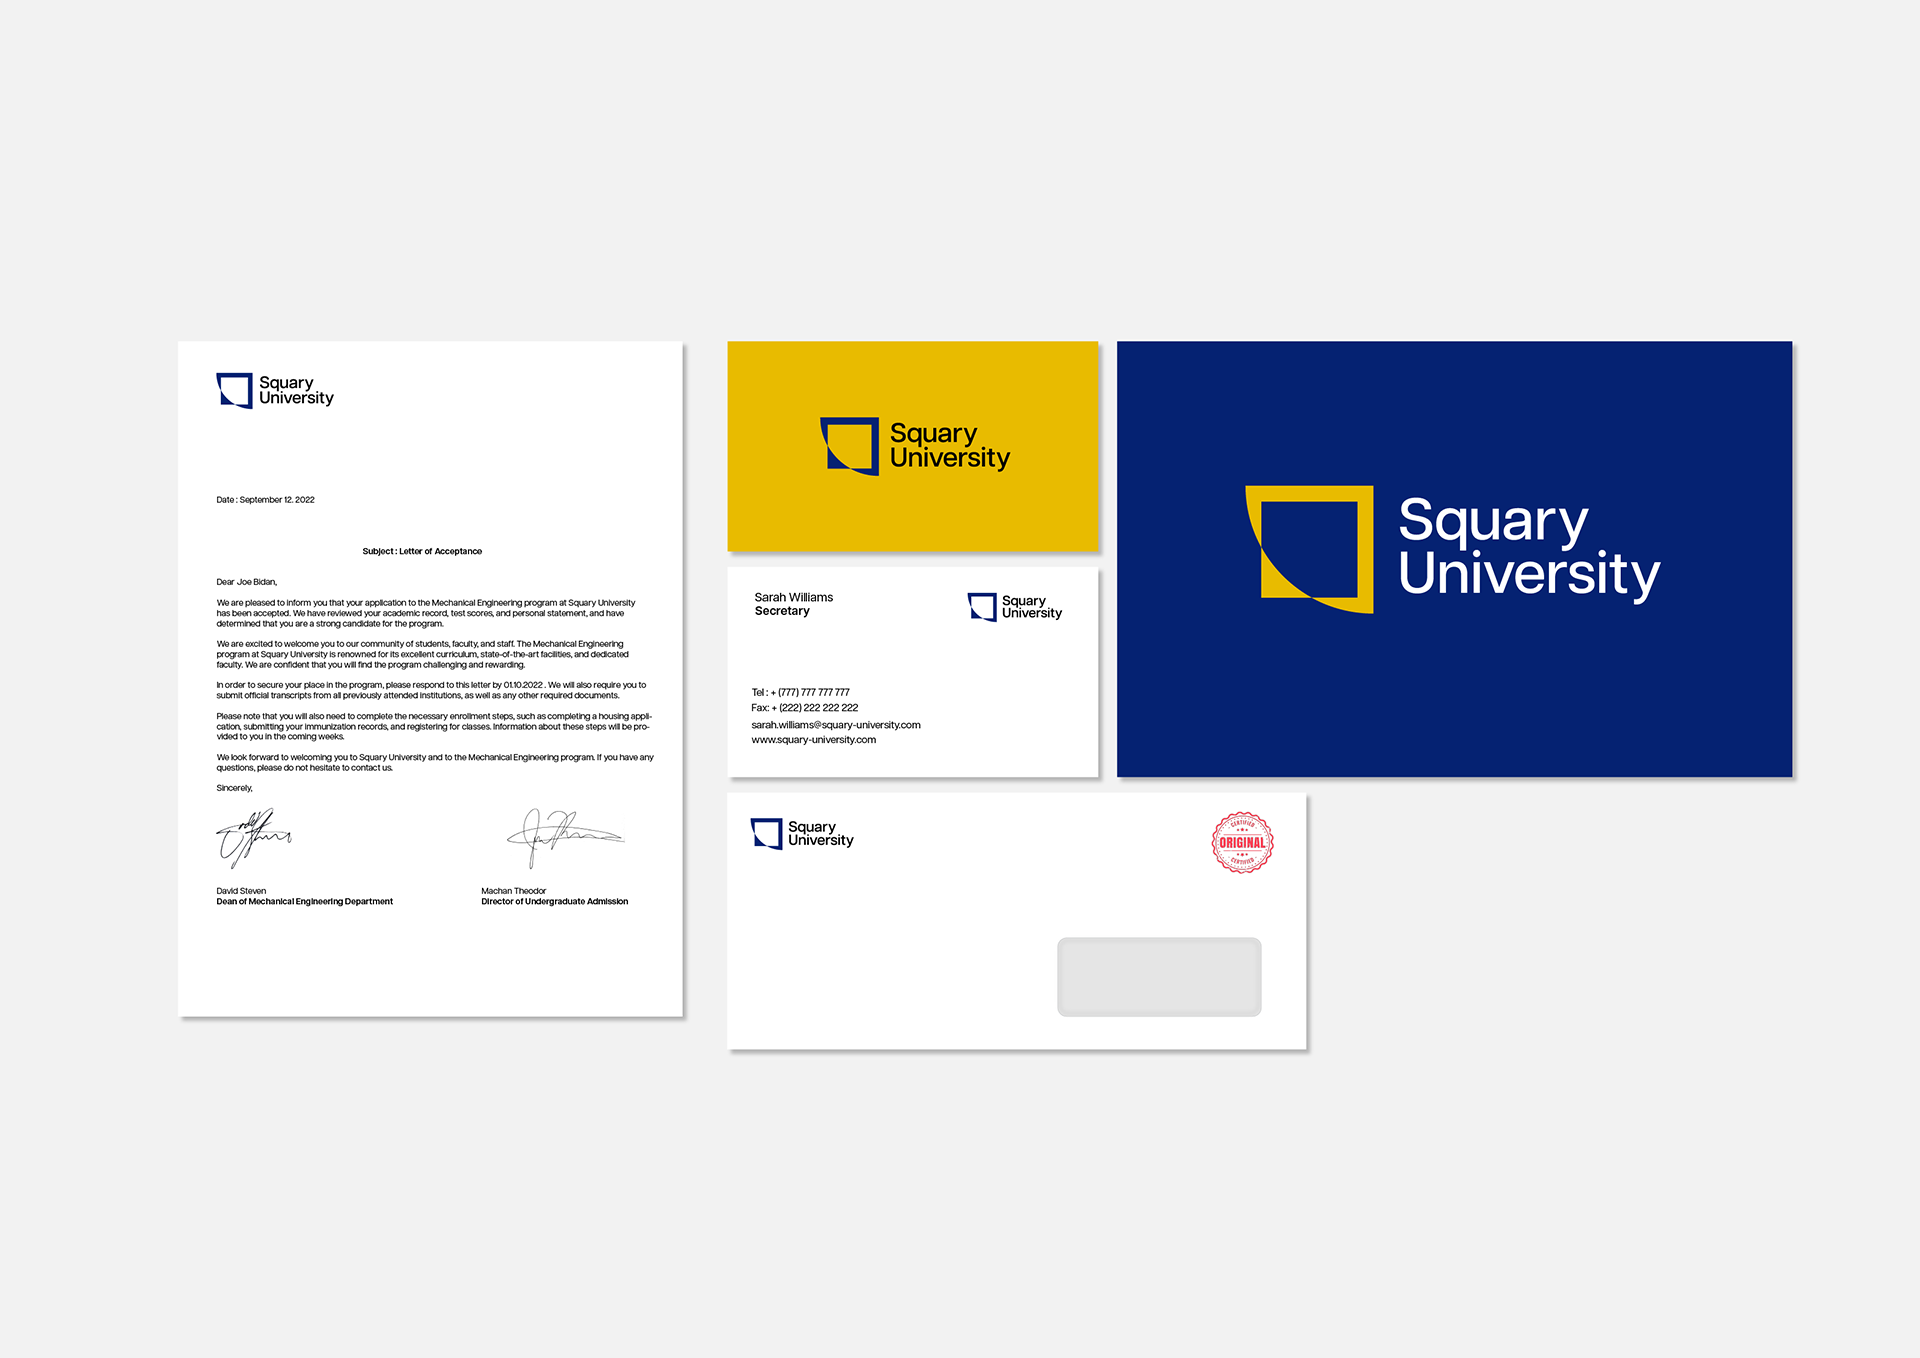 Squary
University
Date : September 12. 2022
Subject : Letter of Acceptance
Dear Joe Bidan,
We are pleased to inform you that your application to the Mechanical Engineering program at Squary University
has been accepted. We have reviewed your academic record, test scores, and personal statement, and have
determined that you are a strong candidate for the program.
We are excited to welcome you to our community of students, faculty, and staff. The Mechanical Engineering
program at Squary University is renowned for its excellent curriculum, state-of-the-art facilities, and dedicated
faculty. We are confident that you will find the program challenging and rewarding.
In order to secure your place in the program, please respond to this letter by 01.10.2022 . We will also require you to
submit official transcripts from all previously attended institutions, as well as any other required documents.
Please note that you will also need to complete the necessary enrollment steps, such as completing a housing appli-
cation, submitting your immunization records, and registering for classes. Information about these steps will be pro-
vided to you in the coming weeks.
We look forward to welcoming you to Squary University and to the Mechanical Engineering program. If you have any
questions, please do not hesitate to contact us.
Sincerely,
David Steven
Dean of Mechanical Engineering Department
Machan Theodor
Director of Undergraduate Admission
Squary
University
Sarah Williams
Secretary
Squary
University
Tel : + (777) 777 777 777
Fax: + (222) 222 222 222
sarah.williams@squary-university.com
www.squary-university.com
Squary
University
Squary
University
CERTIFIED
ORIGINAL
CERTIFIED